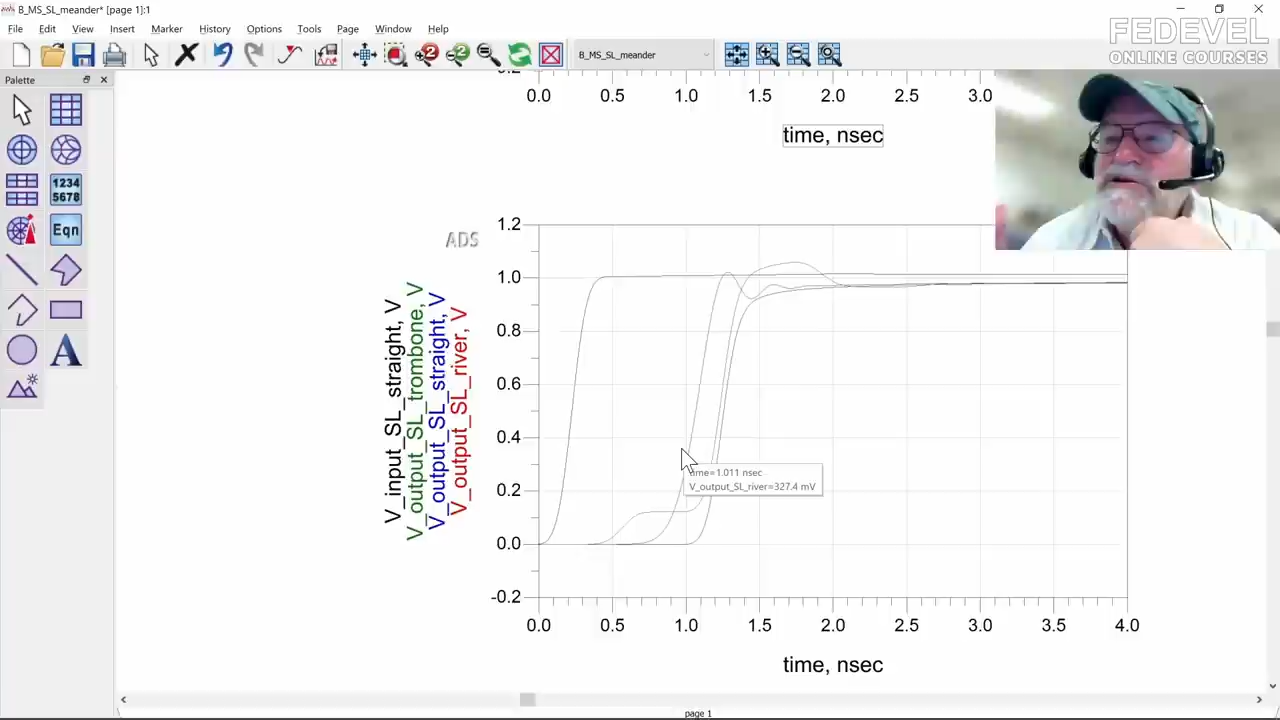 B_MS_SL_meander* [page 1]:1
File Edit View Insert Marker History Options Tools Page Window Help
B_MS_SL_meander
FEDEVEL
ONLINE COURSES
Palette
1234
5678
Eqn
A
0.2
0.0 0.5 1.0 1.5 2.0 2.5 3.0
time, nsec
ADS
V_input_SL_straight, V
V_output_SL_trombone, V
V_output_SL_straight, V
V_output_SL_river, V
1.2
1.0
0.8
0.6
0.4
0.2
0.0
-0.2
time=1.011 nsec
V_output_SL_river=327.4 mV
0.0 0.5 1.0 1.5 2.0 2.5 3.0 3.5 4.0
time, nsec
page 1